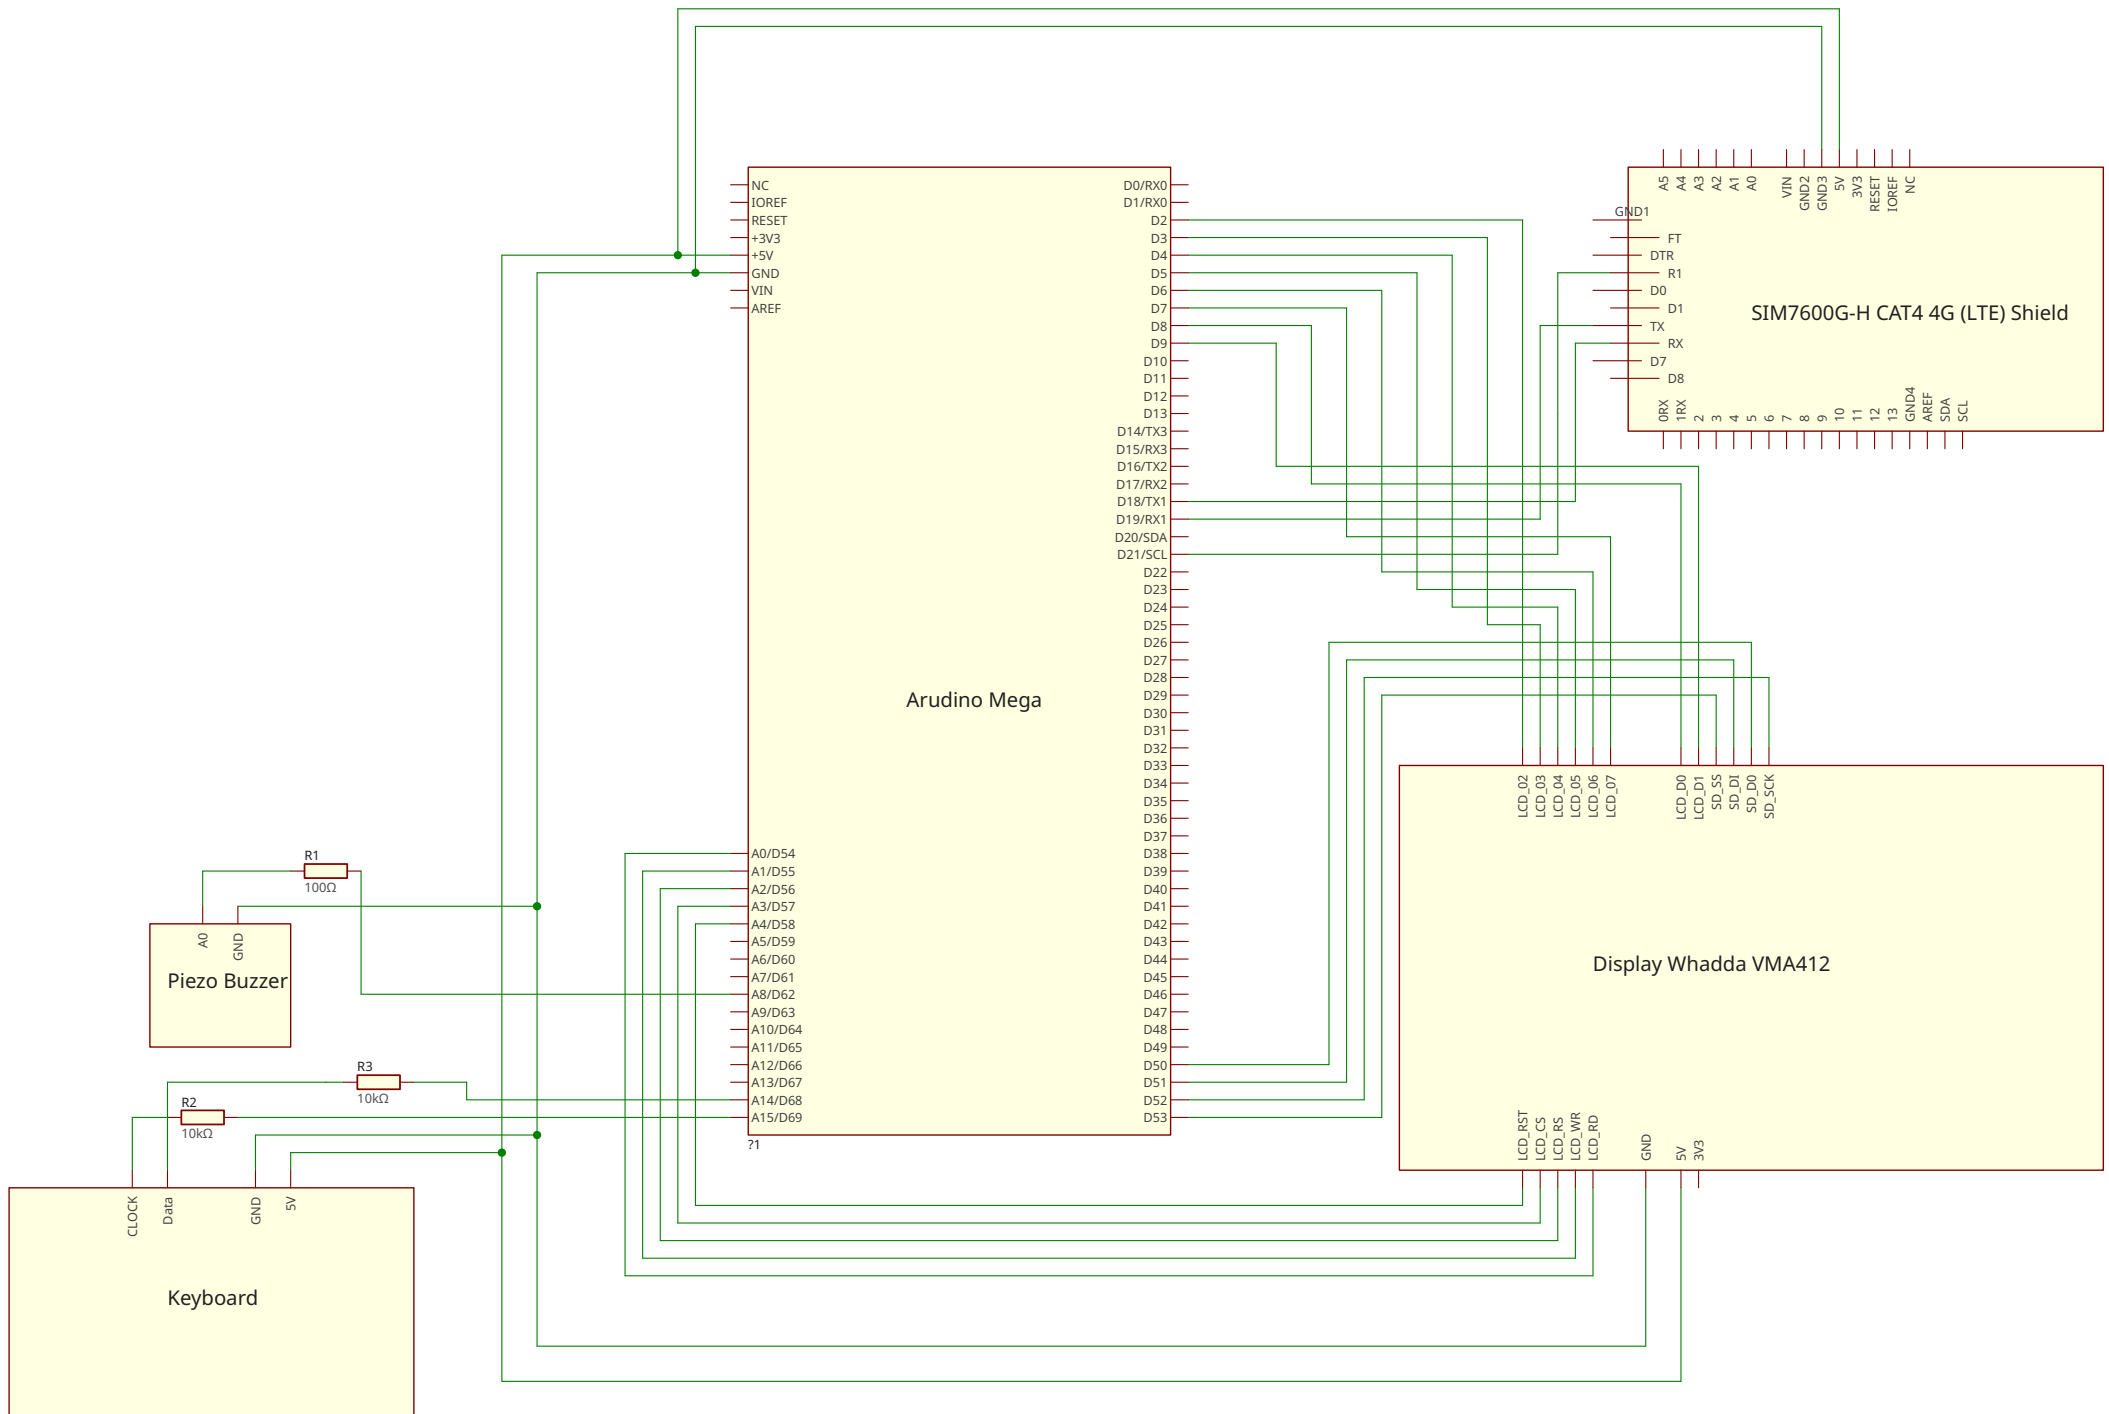 A5
A4
A3
A2
A1
A0
VIN
GND2
GND3
5V
3V3
RESET
IOREF
NC
GND1
FT
DTR
R1
D0
D1
TX
RX
D7
D8
SIM7600G-H CAT4 4G (LTE) Shield
0RX
1RX
2
3
4
5
6
7
8
9
10
11
12
13
GND4
AREF
SDA
SCL
NC
IOREF
RESET
+3V3
+5V
GND
VIN
AREF
D0/RX0
D1/RX0
D2
D3
D4
D5
D6
D7
D8
D9
D10
D11
D12
D13
D14/TX3
D15/RX3
D16/TX2
D17/RX2
D18/TX1
D19/RX1
D20/SDA
D21/SCL
D22
D23
D24
D25
D26
D27
D28
D29
D30
D31
D32
D33
D34
D35
D36
D37
D38
D39
D40
D41
D42
D43
D44
D45
D46
D47
D48
D49
D50
D51
D52
D53
Arudino Mega
A0/D54
A1/D55
A2/D56
A3/D57
A4/D58
A5/D59
A6/D60
A7/D61
A8/D62
A9/D63
A10/D64
A11/D65
A12/D66
A13/D67
A14/D68
A15/D69
?1
LCD_02
LCD_03
LCD_04
LCD_05
LCD_06
LCD_07
LCD_D0
LCD_D1
SD_SS
SD_DI
SD_D0
SD_SCK
Display Whadda VMA412
LCD_RST
LCD_CS
LCD_RS
LCD_WR
LCD_RD
GND
5V
3V3
R1
100Ω
A0
GND
Piezo Buzzer
R3
10kΩ
R2
10kΩ
CLOCK
Data
GND
5V
Keyboard